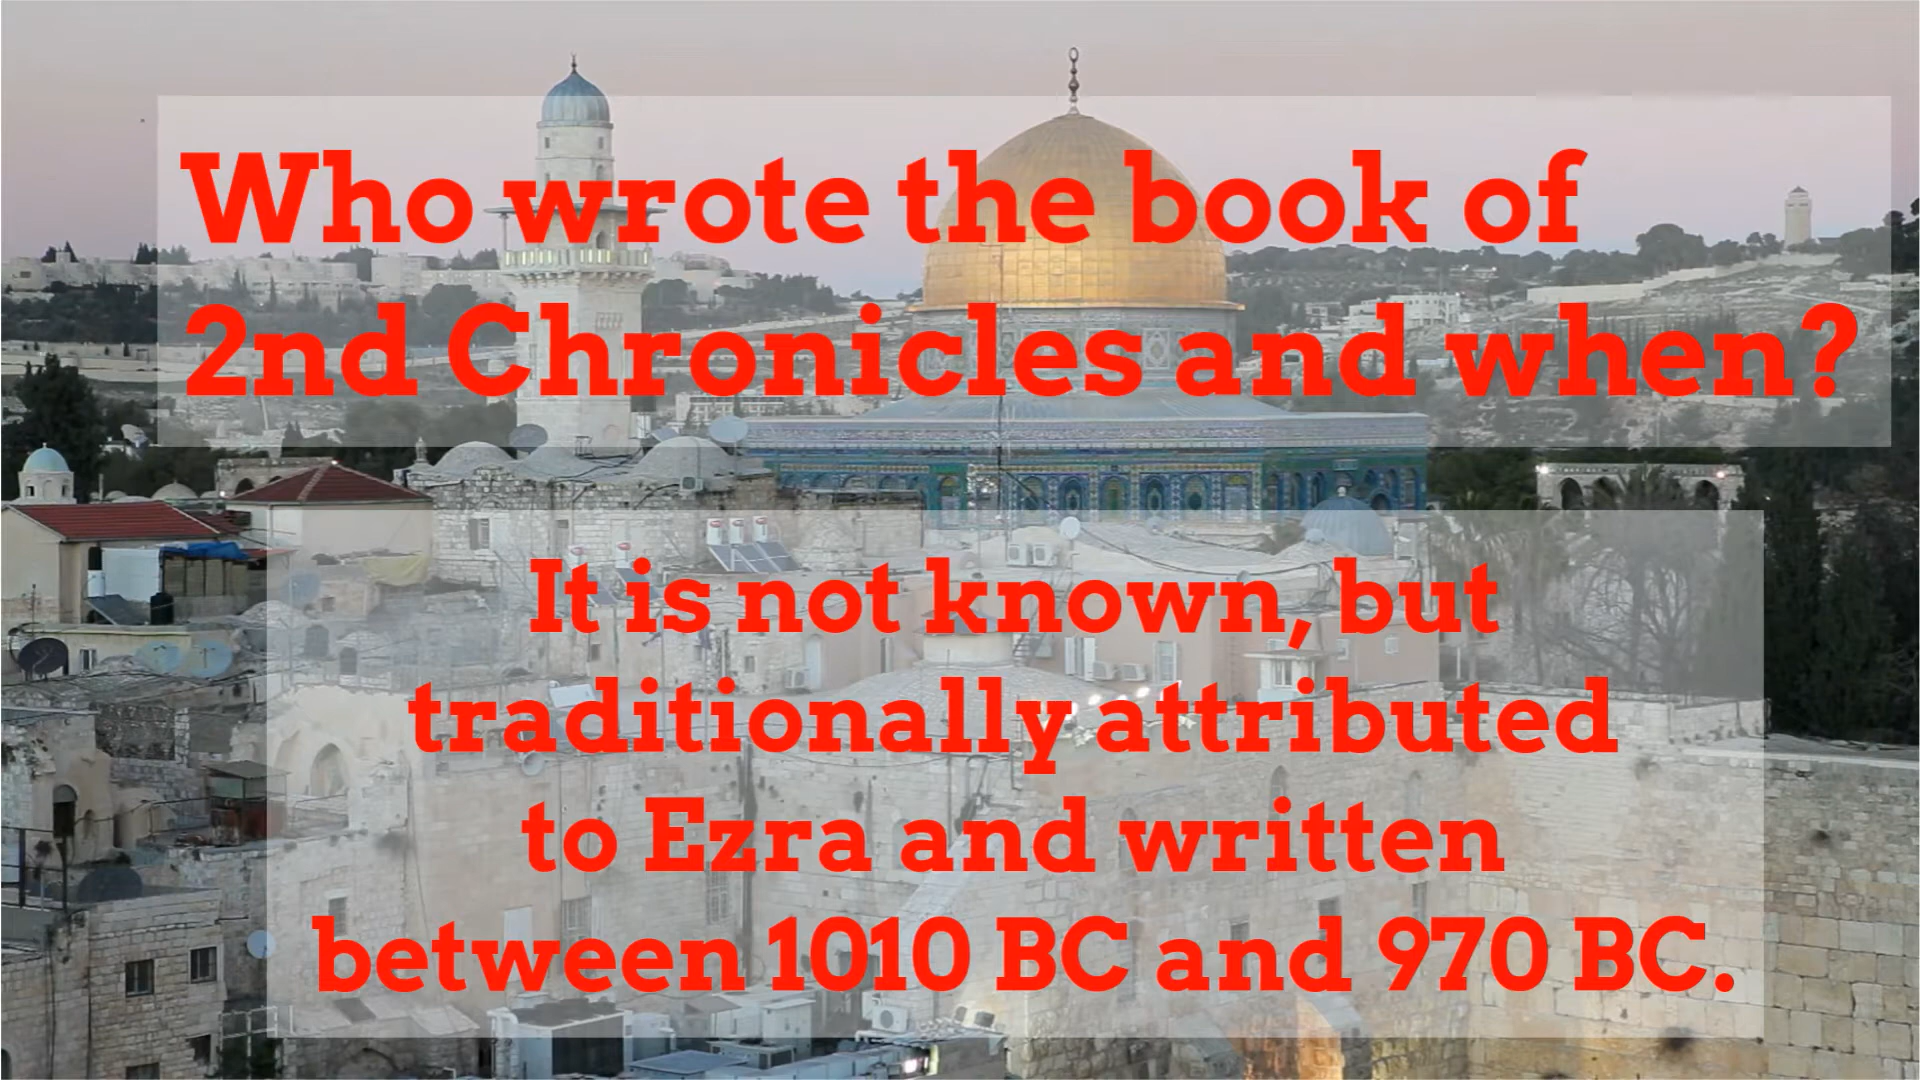 Who wrote the book of
2nd Chronicles and when?
It is not known, but
traditionally attributed
to Ezra and written
between 1010 BC and 970 BC.